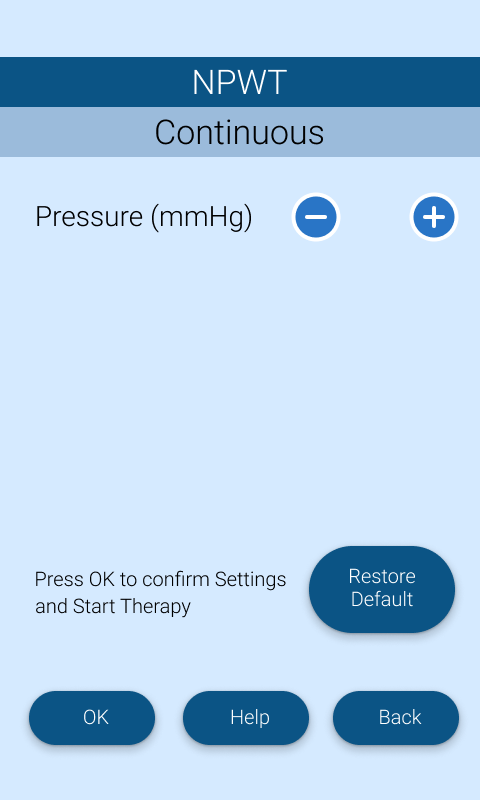 NPWT
Continuous
Pressure (mmHg)
Press OK to confirm Settings
and Start Therapy
Restore
Default
OK
Help
Back